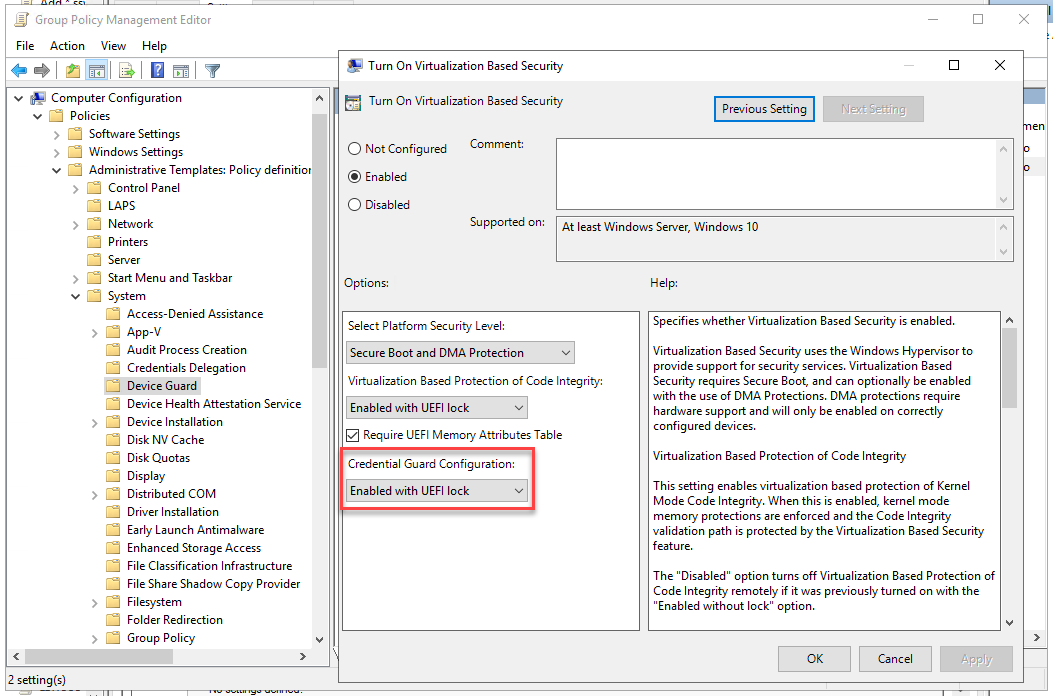 Group Policy Management Editor
File Action View Help
Computer Configuration
Policies
Software Settings
Windows Settings
Administrative Templates: Policy definition
Control Panel
LAPS
Network
Printers
Server
Start Menu and Taskbar
System
Access-Denied Assistance
App-V
Audit Process Creation
Credentials Delegation
Device Guard
Device Health Attestation Service
Device Installation
Disk NV Cache
Disk Quotas
Display
Distributed COM
Driver Installation
Early Launch Antimalware
Enhanced Storage Access
File Classification Infrastructure
File Share Shadow Copy Provider
Filesystem
Folder Redirection
Group Policy
2 setting(s)
Turn On Virtualization Based Security
Turn On Virtualization Based Security
Previous Setting
Next Setting
Not Configured
Enabled
Disabled
Comment:
Supported on:
At least Windows Server, Windows 10
Options:
Help:
Select Platform Security Level:
Secure Boot and DMA Protection
Virtualization Based Protection of Code Integrity:
Enabled with UEFI lock
Require UEFI Memory Attributes Table
Credential Guard Configuration:
Enabled with UEFI lock
Specifies whether Virtualization Based Security is enabled.
Virtualization Based Security uses the Windows Hypervisor to
provide support for security services. Virtualization Based
Security requires Secure Boot, and can optionally be enabled
with the use of DMA Protections. DMA protections require
hardware support and will only be enabled on correctly
configured devices.
Virtualization Based Protection of Code Integrity
This setting enables virtualization based protection of Kernel
Mode Code Integrity. When this is enabled, kernel mode
memory protections are enforced and the Code Integrity
validation path is protected by the Virtualization Based Security
feature.
The "Disabled" option turns off Virtualization Based Protection of
Code Integrity remotely if it was previously turned on with the
"Enabled without lock" option.
OK
Cancel
Apply
men
o
o
No settings defined.